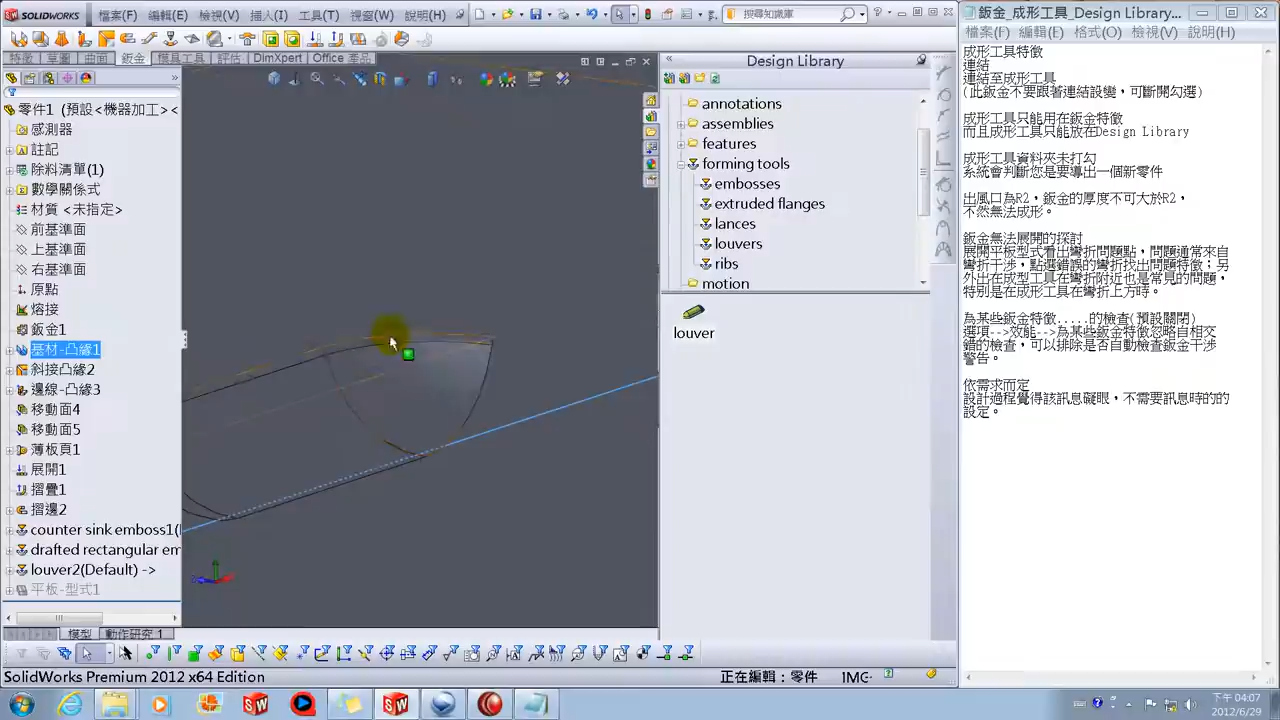 SOLIDWORKS
檔案(F) 編輯(E) 檢視(V) 插入(I) 工具(T) 視窗(W) 說明(H)
搜尋知識庫
特徵 草圖 曲面 鈑金 模具工具 評估 DimXpert Office 產品
零件1 (預設<機器加工><
感測器
註記
除料清單(1)
數學關係式
材質 <未指定>
前基準面
上基準面
右基準面
原點
熔接
鈑金1
基材-凸緣1
斜接凸緣2
邊線-凸緣3
移動面4
移動面5
薄板頁1
展開1
摺疊1
摺邊2
counter sink emboss1(
drafted rectangular em
louver2(Default) ->
平板-型式1
模型 動作研究 1
SolidWorks Premium 2012 x64 Edition
正在編輯：零件
Design Library
annotations
assemblies
features
forming tools
embosses
extruded flanges
lances
louvers
ribs
motion
louver
鈑金_成形工具_Design Library...
檔案(F) 編輯(E) 格式(O) 檢視(V) 說明(H)
成形工具特徵
連結
連結至成形工具
(此鈑金不要跟著連結設變，可斷開勾選)
成形工具只能用在鈑金特徵
而且成形工具只能放在Design Library
成形工具資料夾未打勾
系統會判斷您是要導出一個新零件
出風口為R2，鈑金的厚度不可大於R2，
不然無法成形。
鈑金無法展開的探討
展開平板型式看出彎折問題點，問題通常來自
彎折干涉，點選錯誤的彎折找出問題特徵；另
外出在成型工具在彎折附近也是常見的問題，
特別是在成形工具在彎折上方時。
為某些鈑金特徵.....的檢查(預設關閉)
選項-->效能-->為某些鈑金特徵忽略自相交
錯的檢查，可以排除是否自動檢查鈑金干涉
警告。
依需求而定
設計過程覺得該訊息礙眼，不需要訊息時的的
設定。
下午 04:07
2012/6/29